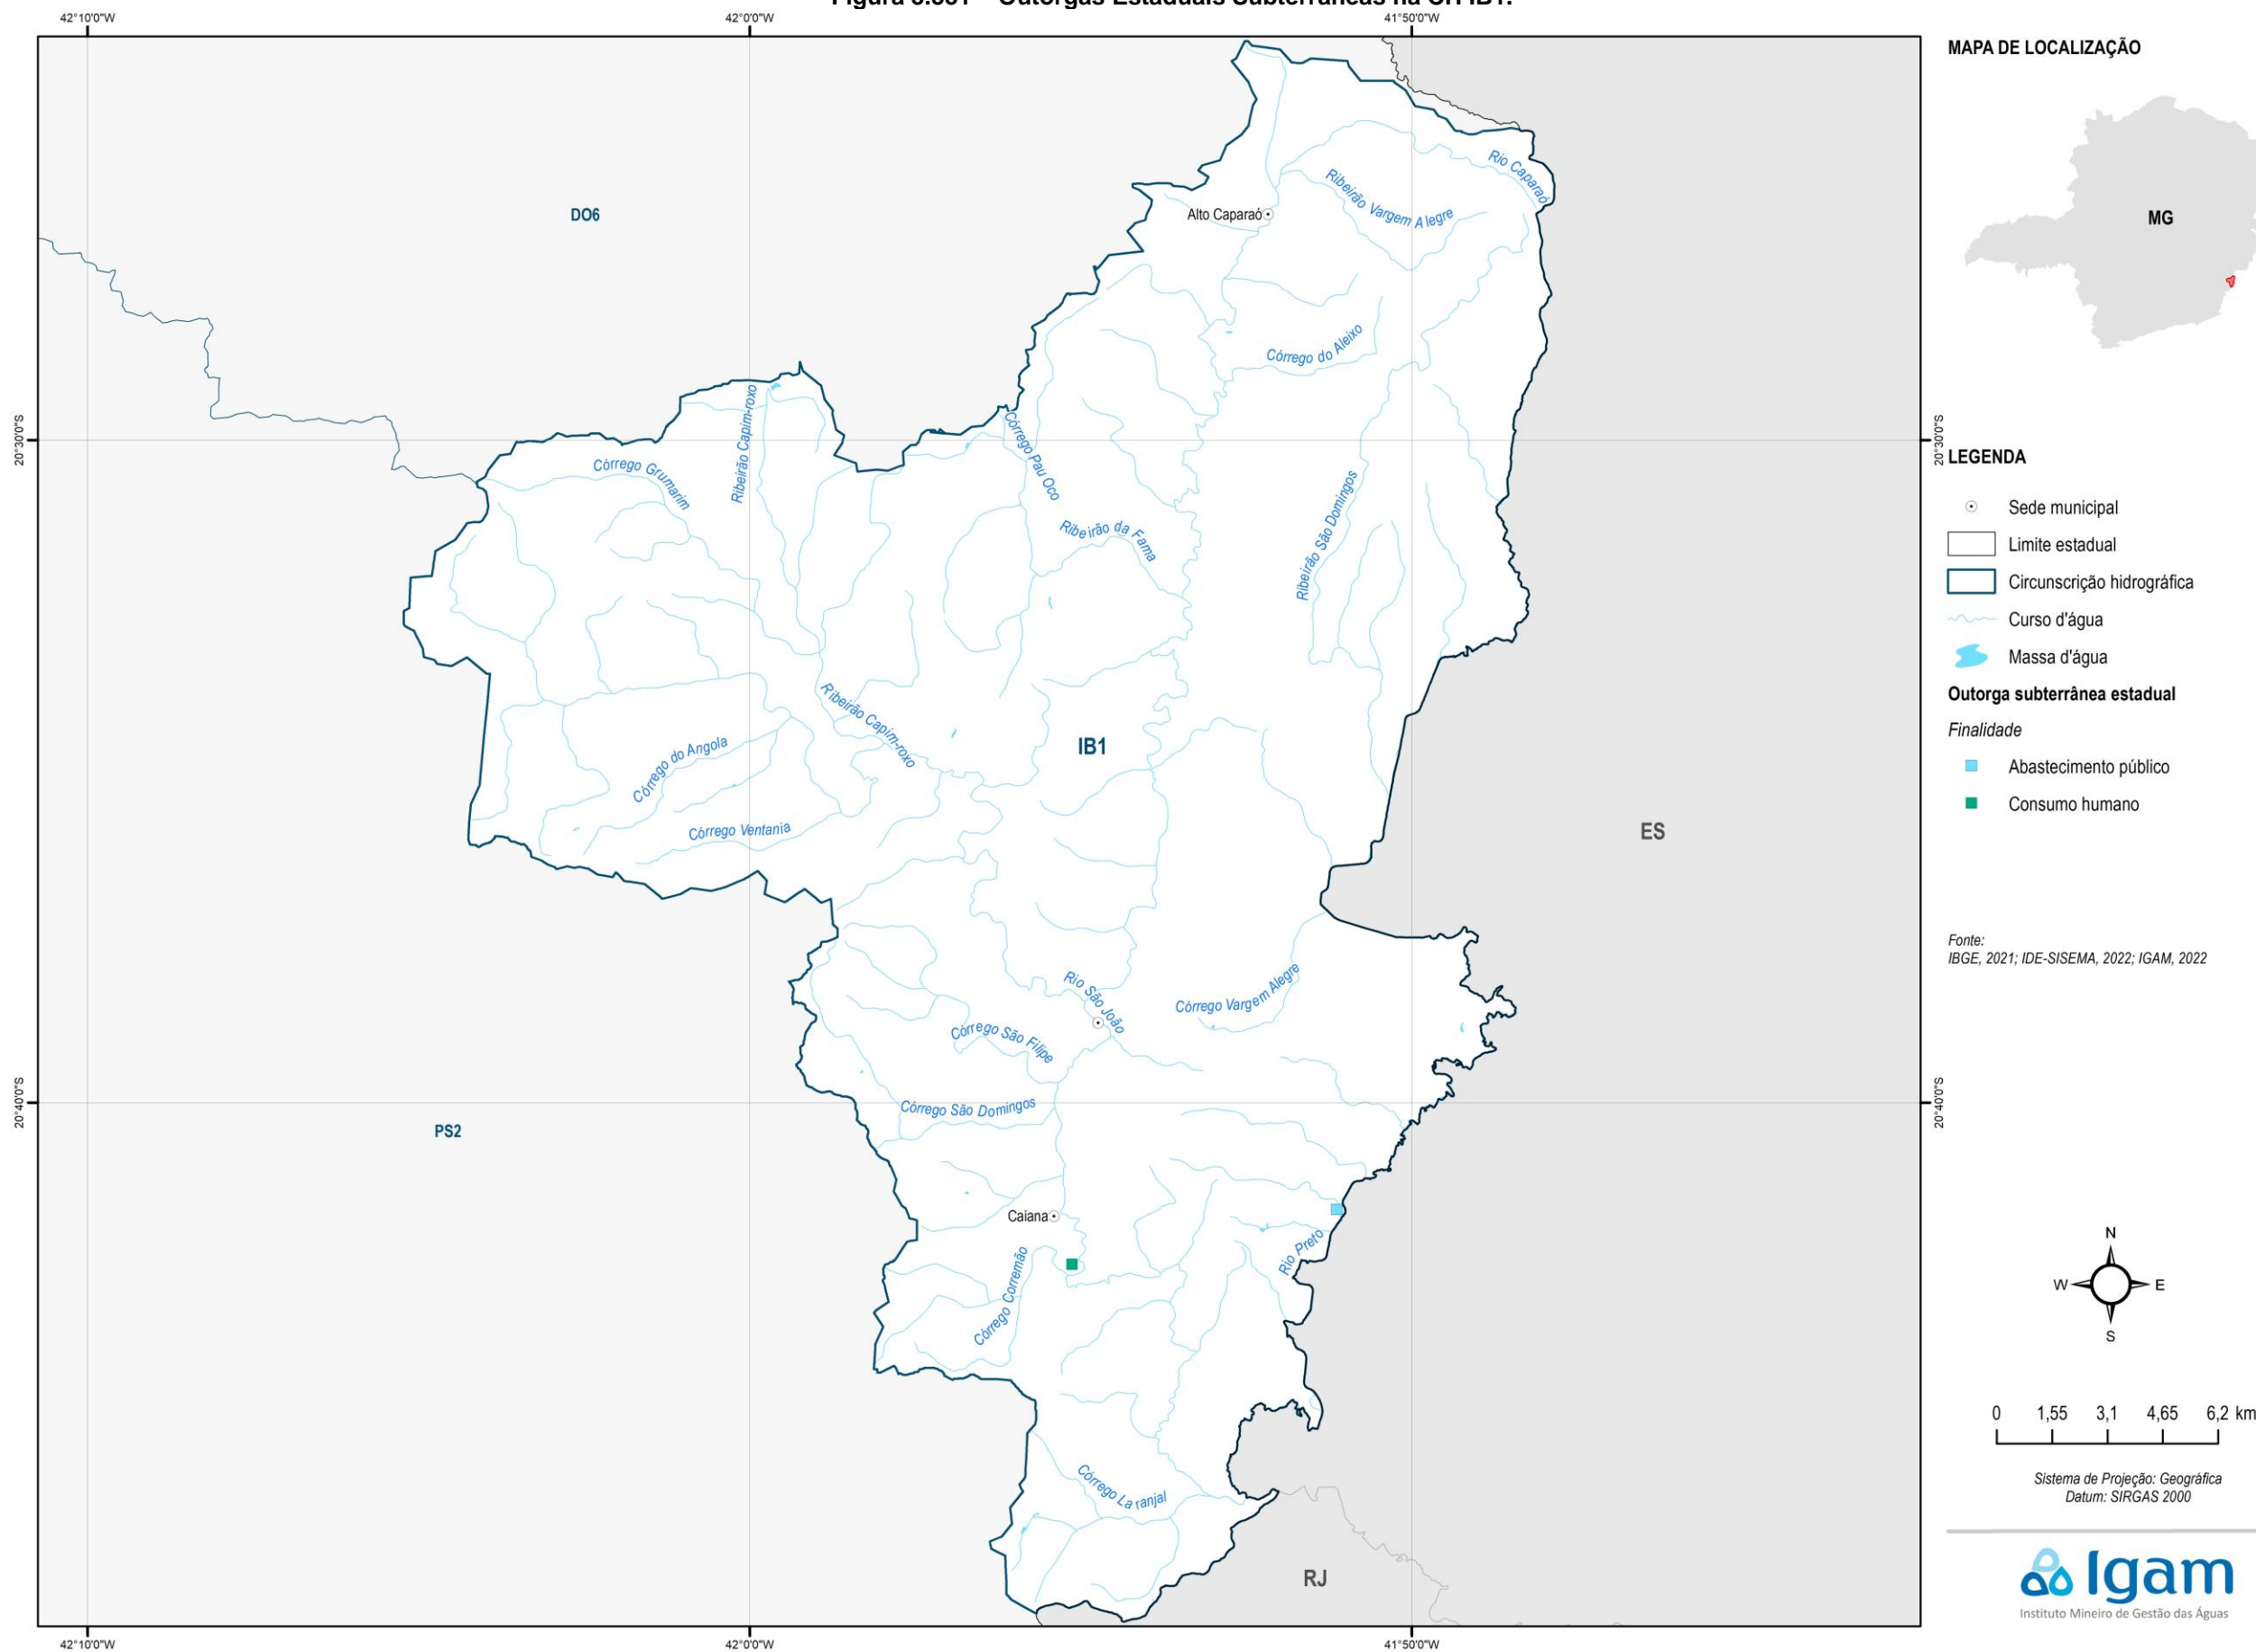 42°10'0"W
42°0'0"W
41°50'0"W
MAPA DE LOCALIZAÇÃO
MG
DO6
Rio Caparaó
Ribeirão Vargem Alegre
Alto Caparaó
Córrego do Aleixo
20°30'0"S
20°30'0"S
Ribeirão Capim-roxo
Córrego Grumarim
Córrego Pau Oco
Ribeirão da Fama
Ribeirão São Domingos
Ribeirão Capim-roxo
Córrego do Angola
Córrego Ventania
IB1
ES
LEGENDA
Sede municipal
Limite estadual
Circunscrição hidrográfica
Curso d'água
Massa d'água
Outorga subterrânea estadual
Finalidade
Abastecimento público
Consumo humano
Fonte:
IBGE, 2021; IDE-SISEMA, 2022; IGAM, 2022
Rio São João
Córrego Vargem Alegre
Córrego São Filipe
Córrego São Domingos
20°40'0"S
20°40'0"S
PS2
Caiana
Rio Preto
Córrego Corremão
Córrego Laranjal
RJ
N
W E
S
0 1,55 3,1 4,65 6,2 km
Sistema de Projeção: Geográfica
Datum: SIRGAS 2000
Igam
Instituto Mineiro de Gestão das Águas
42°10'0"W
42°0'0"W
41°50'0"W